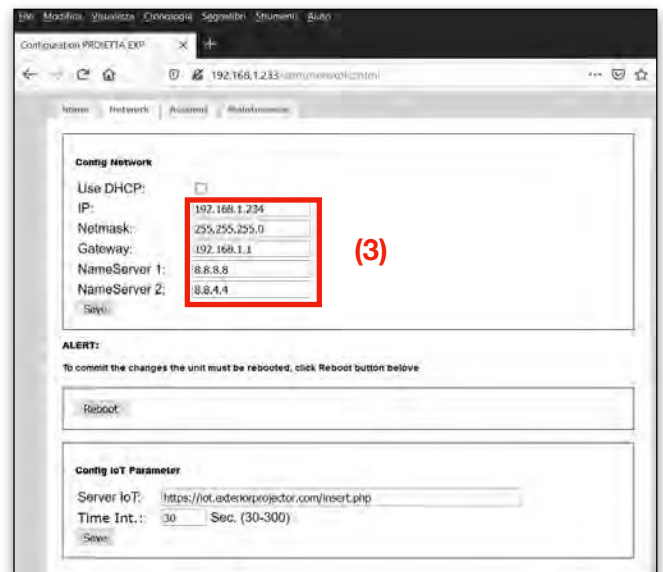 File Modifica Visualizza Cronologia Segnalibri Strumenti Aiuto
Configuration PROIETTA EXP × +
192.168.1.233
home Network Account Maintenance
Config Network
Use DHCP:
IP: 192.168.1.234
Netmask: 255.255.255.0
Gateway: 192.168.1.1
NameServer 1: 8.8.8.8
NameServer 2: 8.8.4.4
Save
(3)
ALERT:
To commit the changes the unit must be rebooted, click Reboot button belove
Reboot
Config IoT Parameter
Server IoT: https://iot.exteriorprojector.com/insert.php
Time Int.: 30 Sec. (30-300)
Save